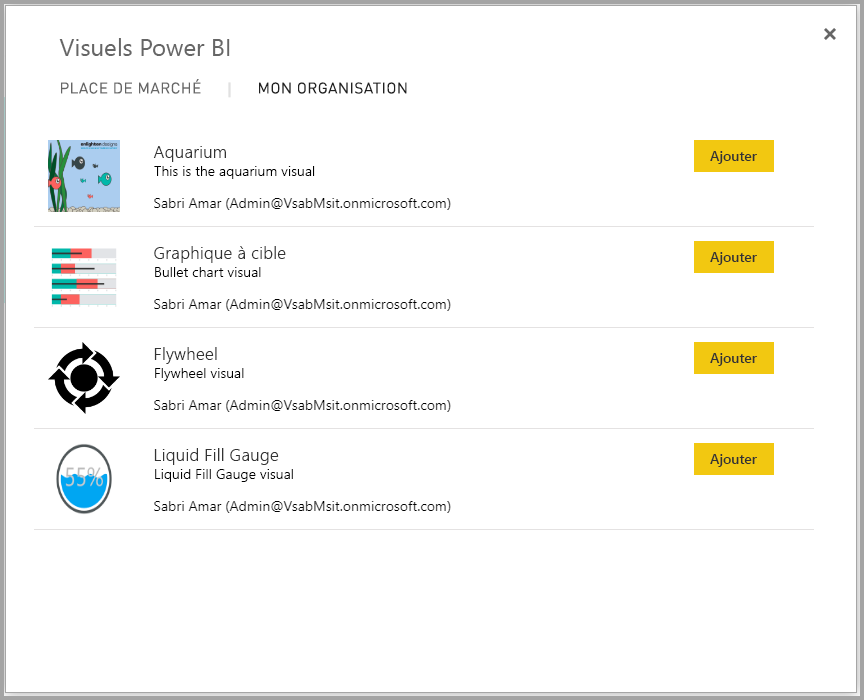 Visuels Power BI
PLACE DE MARCHÉ | MON ORGANISATION
enlighten designs
Aquarium
Ajouter
This is the aquarium visual
Sabri Amar (Admin@VsabMsit.onmicrosoft.com)
Graphique à cible
Ajouter
Bullet chart visual
Sabri Amar (Admin@VsabMsit.onmicrosoft.com)
Flywheel
Ajouter
Flywheel visual
Sabri Amar (Admin@VsabMsit.onmicrosoft.com)
Liquid Fill Gauge
Ajouter
55%
Liquid Fill Gauge visual
Sabri Amar (Admin@VsabMsit.onmicrosoft.com)